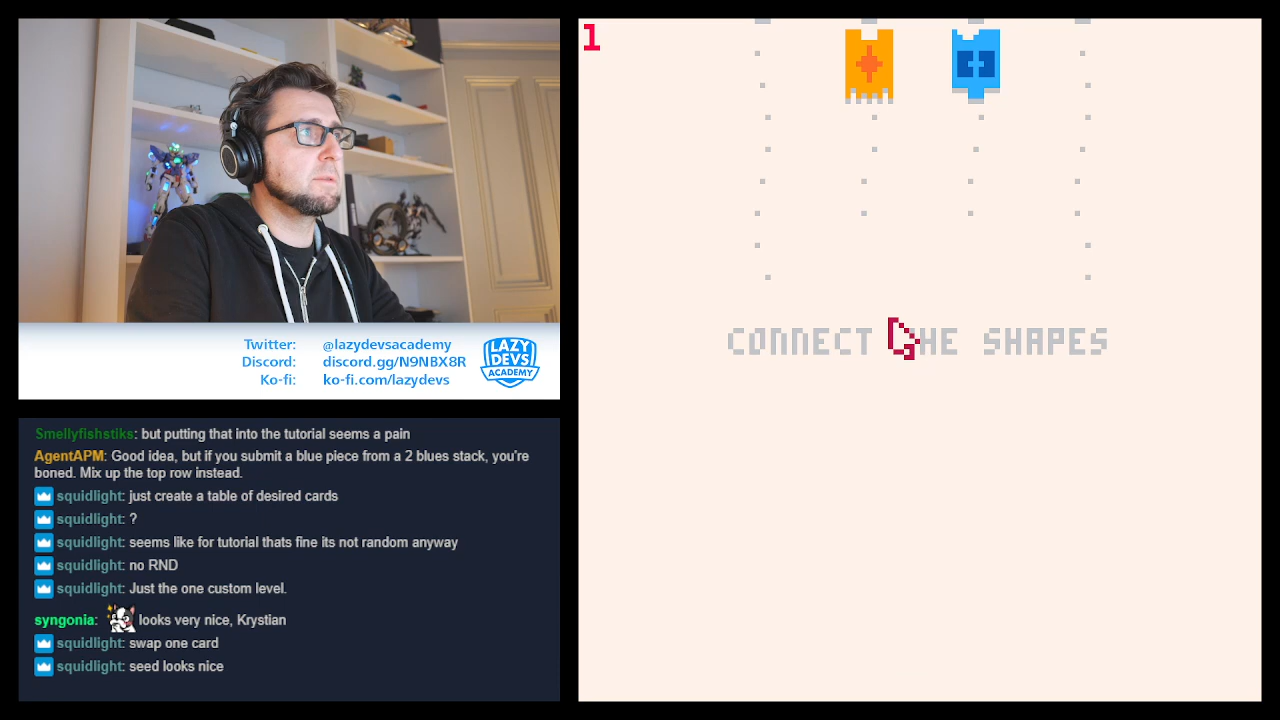 1
CONNECT THE SHAPES
Twitter: @lazydevsacademy
Discord: discord.gg/N9NBX8R
Ko-fi: ko-fi.com/lazydevs
LAZY
DEVS
ACADEMY
Smellyfishstiks: but putting that into the tutorial seems a pain
AgentAPM: Good idea, but if you submit a blue piece from a 2 blues stack, you're
boned. Mix up the top row instead.
squidlight: just create a table of desired cards
squidlight: ?
squidlight: seems like for tutorial thats fine its not random anyway
squidlight: no RND
squidlight: Just the one custom level.
syngonia: looks very nice, Krystian
squidlight: swap one card
squidlight: seed looks nice